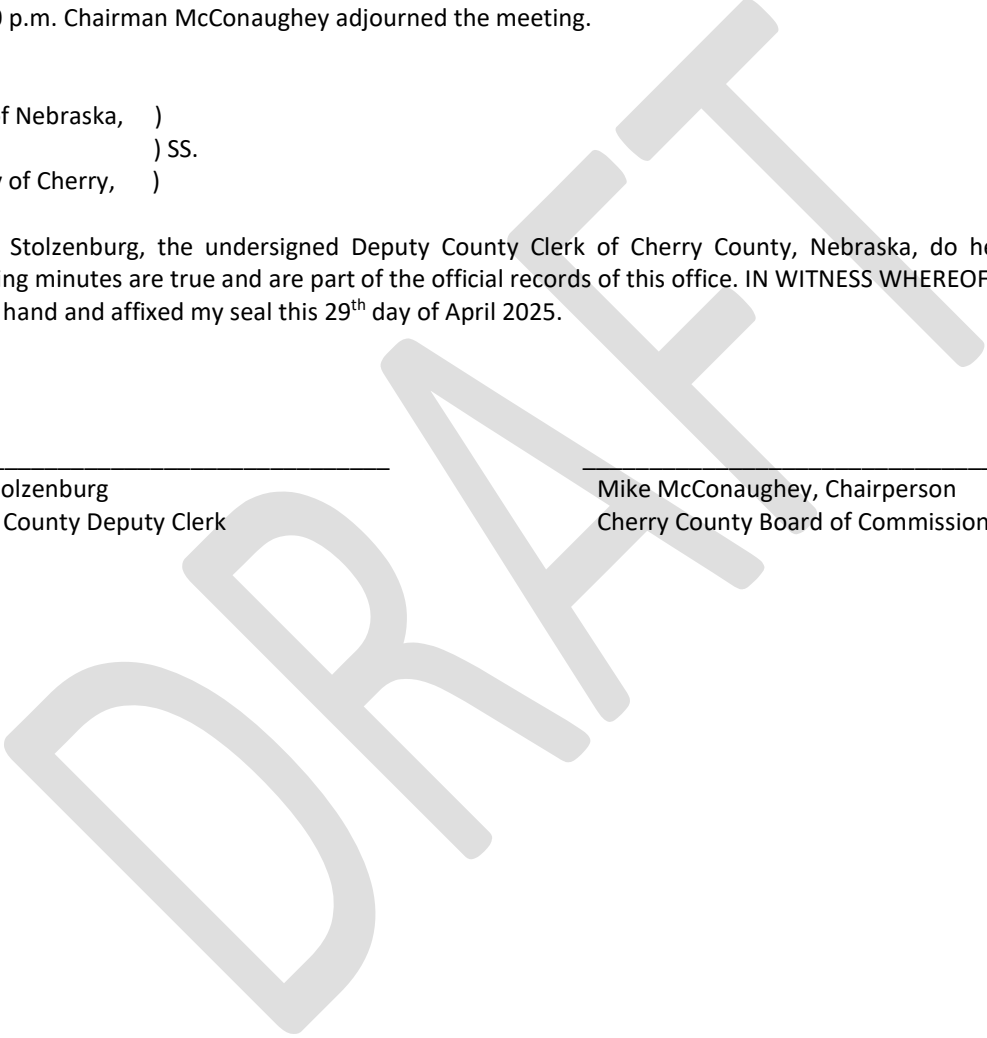 p.m. Chairman McConaughey adjourned the meeting.
of Nebraska, )
) SS.
of Cherry, )
Stolzenburg, the undersigned Deputy County Clerk of Cherry County, Nebraska, do he
ing minutes are true and are part of the official records of this office. IN WITNESS WHEREOF
hand and affixed my seal this 29th day of April 2025.
olzenburg
Mike McConaughey, Chairperson
County Deputy Clerk
Cherry County Board of Commission
DRAFT